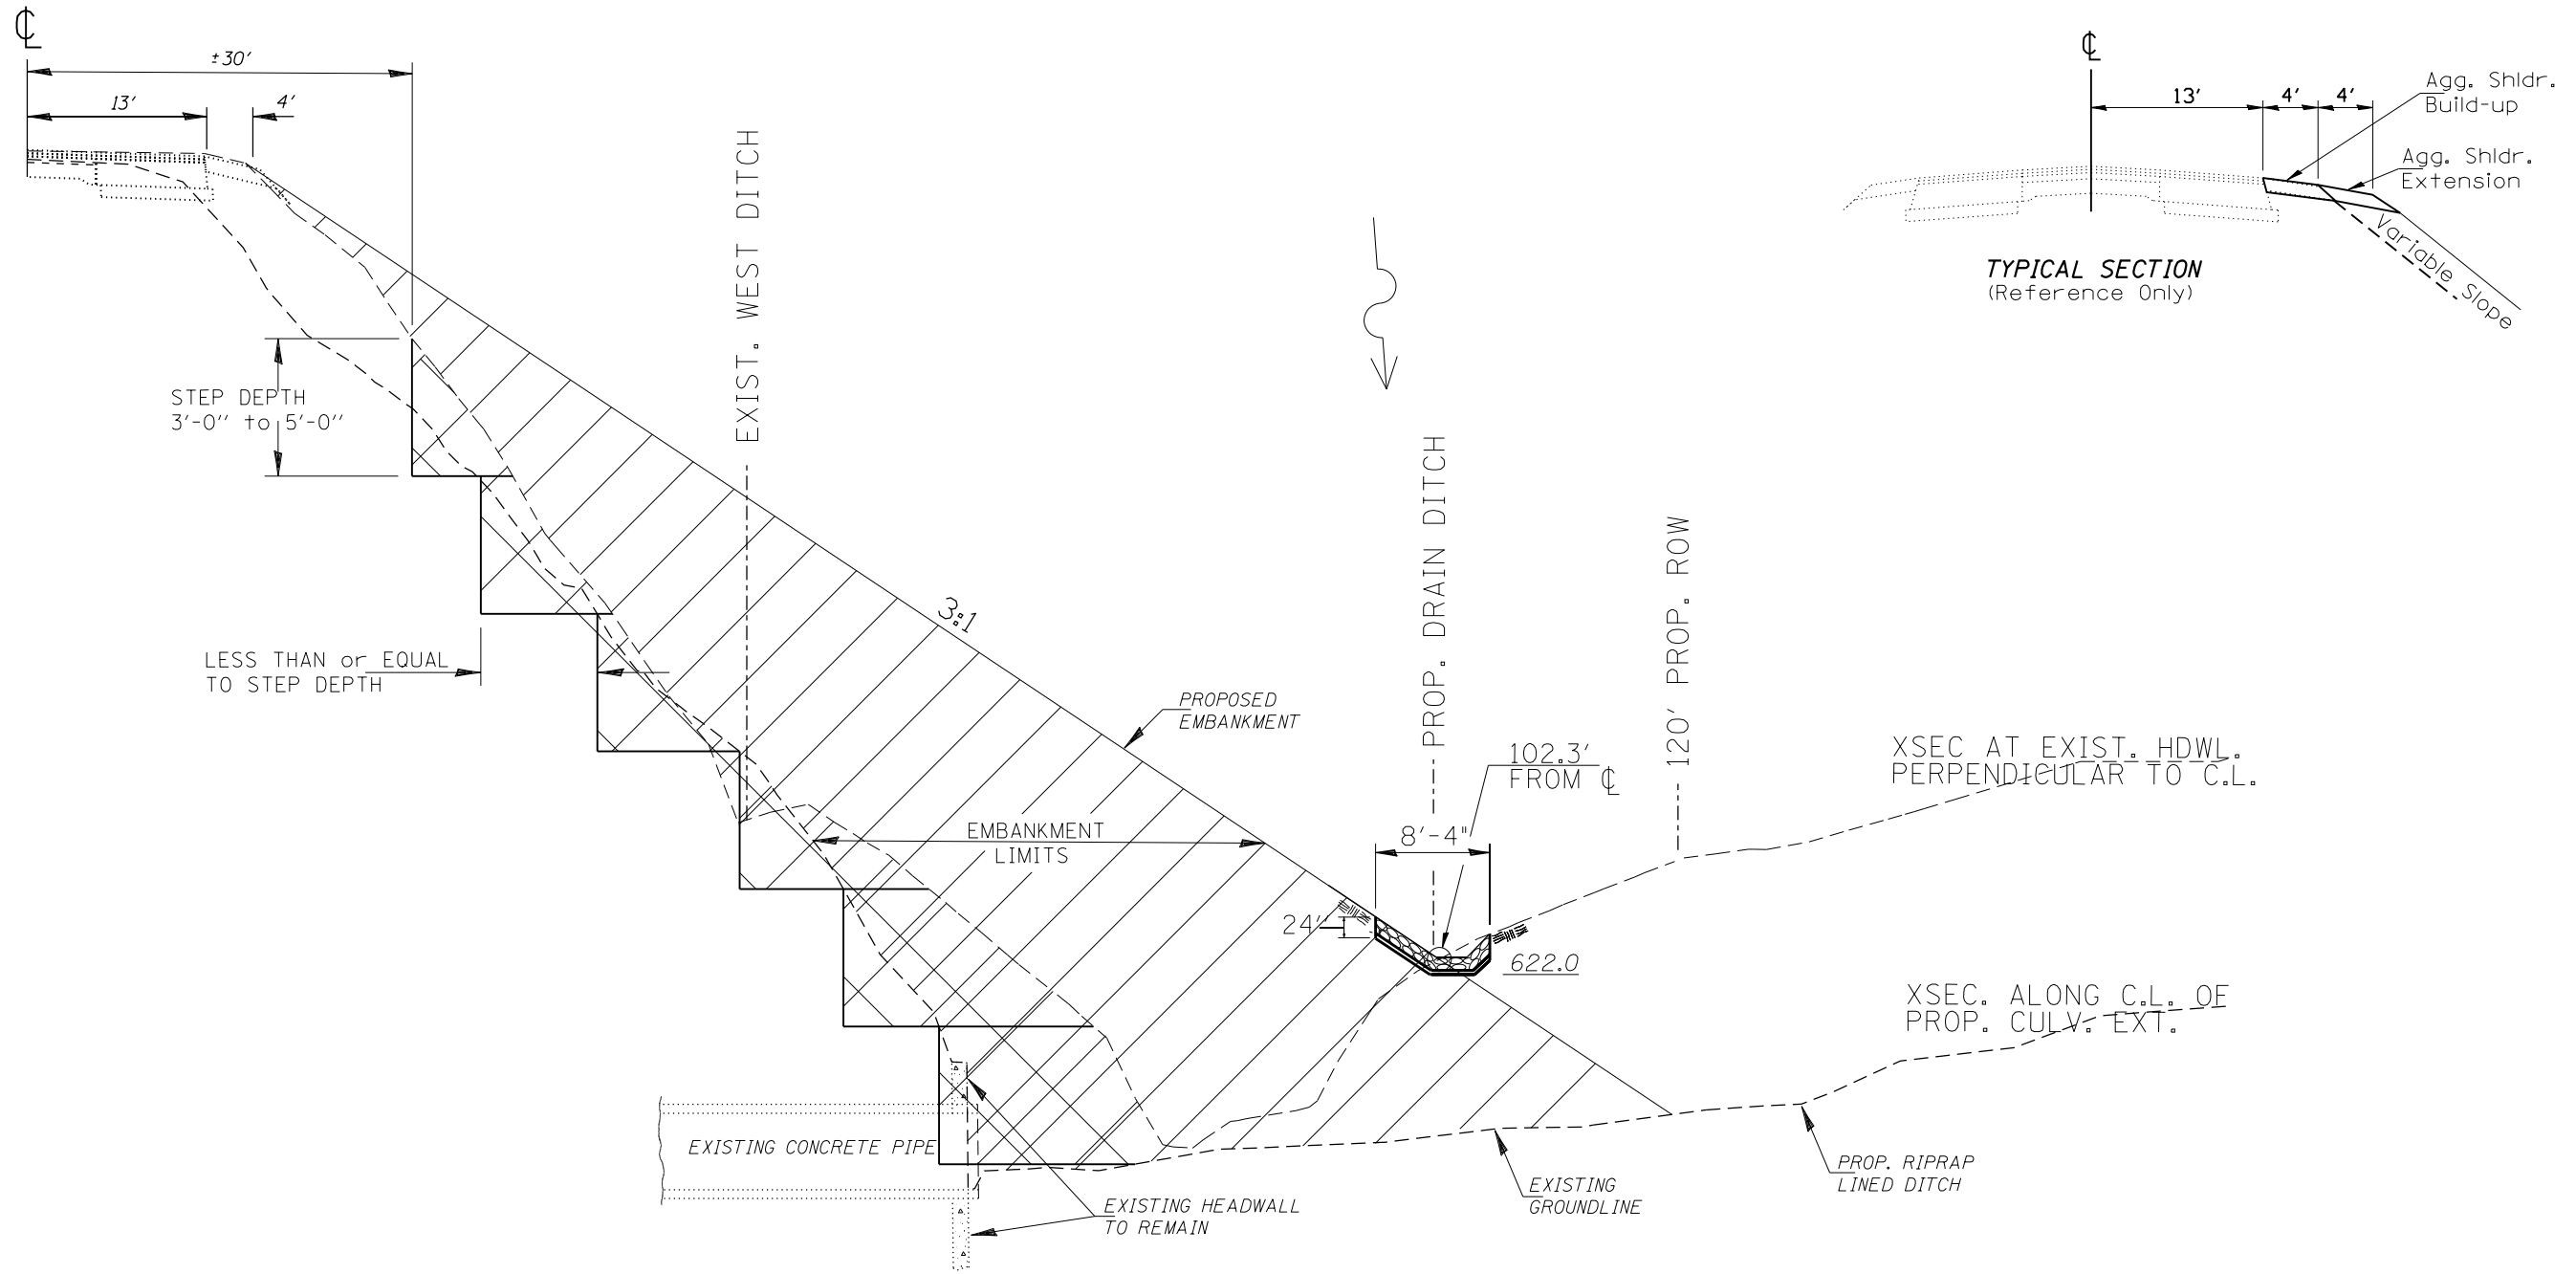 ℄
±30'
13'
4'
STEP DEPTH
3'-0" to 5'-0"
LESS THAN or EQUAL
TO STEP DEPTH
EXIST. WEST DITCH
3:1
PROPOSED
EMBANKMENT
EMBANKMENT
LIMITS
PROP. DRAIN DITCH
120' PROP. ROW
102.3'
FROM ℄
8'-4"
24"
622.0
XSEC AT EXIST. HDWL.
PERPENDICULAR TO C.L.
XSEC. ALONG C.L. OF
PROP. CULV. EXT.
EXISTING CONCRETE PIPE
EXISTING HEADWALL
TO REMAIN
EXISTING
GROUNDLINE
PROP. RIPRAP
LINED DITCH
℄
13'
4'
4'
Agg. Shldr.
Build-up
Agg. Shldr.
Extension
Variable Slope
TYPICAL SECTION
(Reference Only)